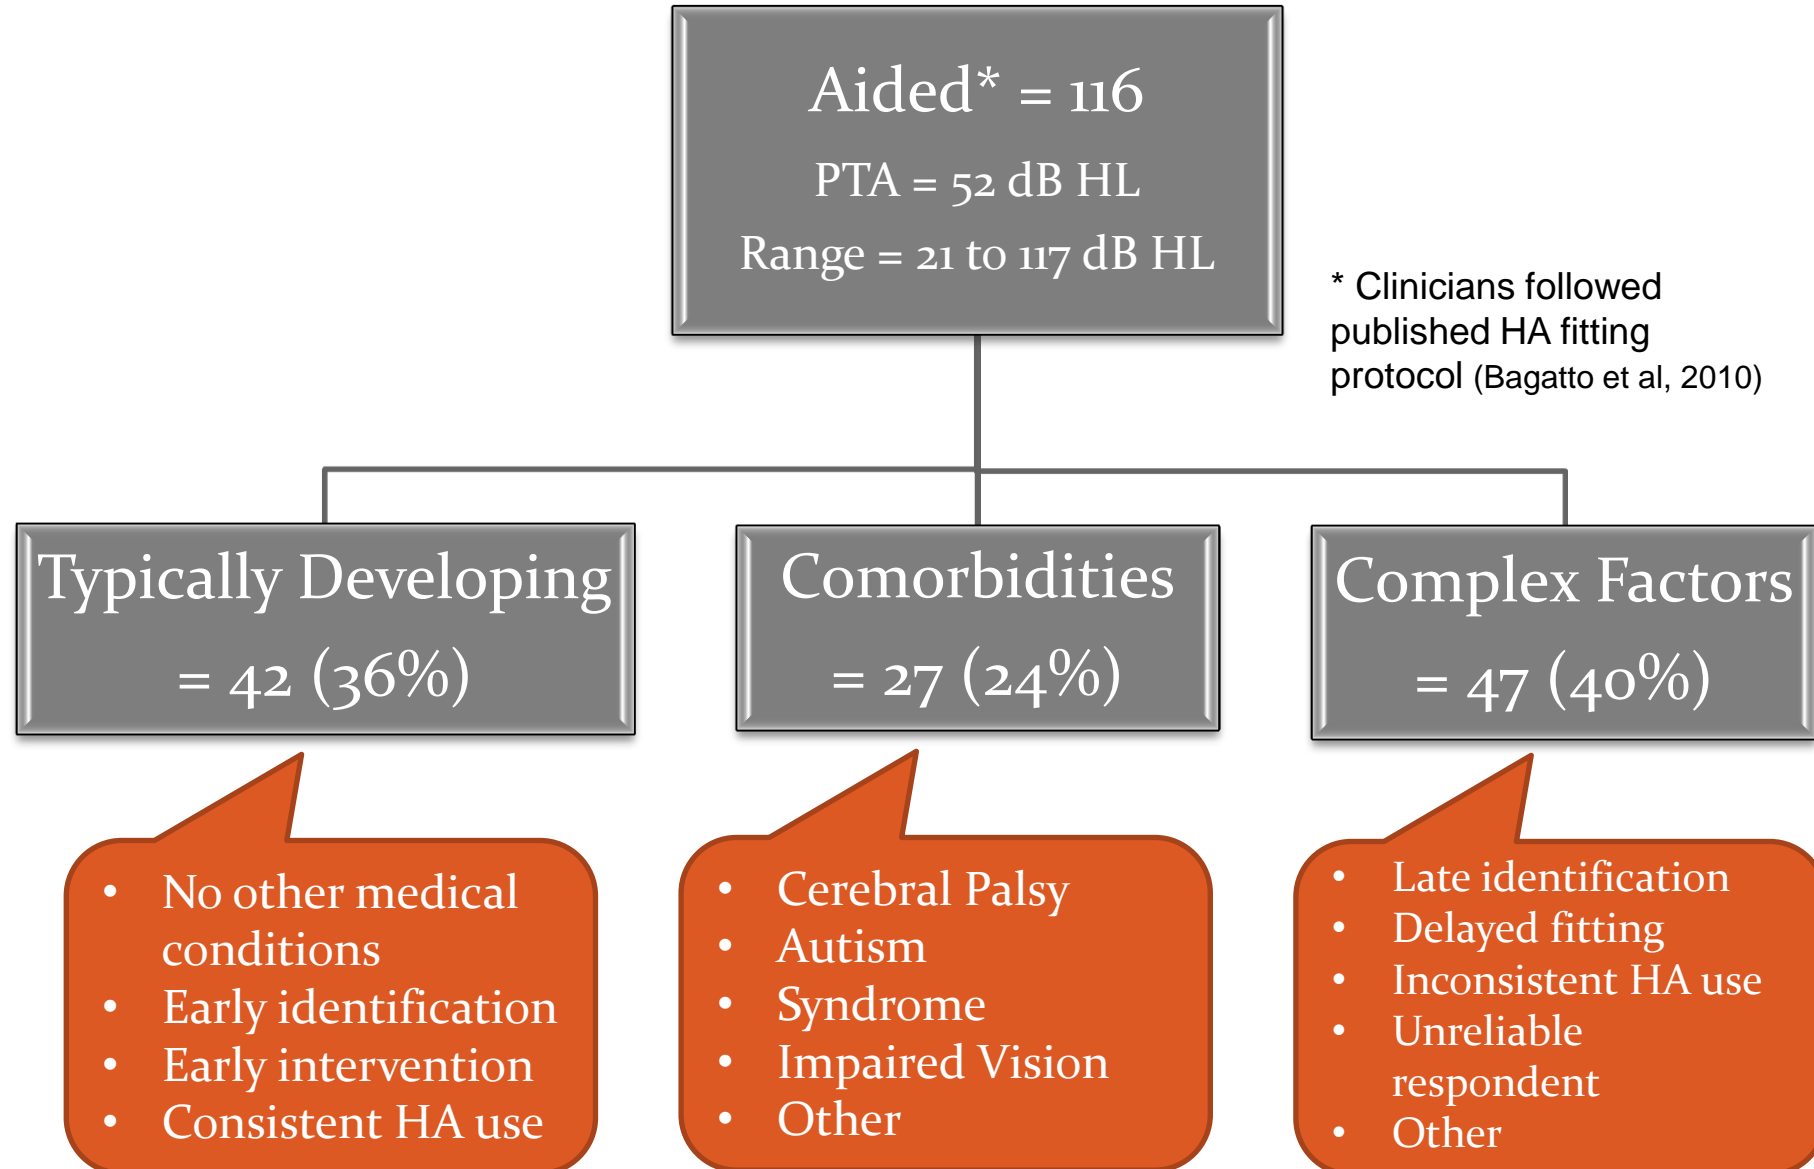 Aided* = 116
PTA = 52 dB HL
Range = 21 to 117 dB HL
* Clinicians followed
published HA fitting
protocol (Bagatto et al, 2010)
Typically Developing
= 42 (36%)
Comorbidities
= 27 (24%)
Complex Factors
= 47 (40%)
• No other medical
conditions
• Early identification
• Early intervention
• Consistent HA use
• Cerebral Palsy
• Autism
• Syndrome
• Impaired Vision
• Other
• Late identification
• Delayed fitting
• Inconsistent HA use
• Unreliable
respondent
• Other